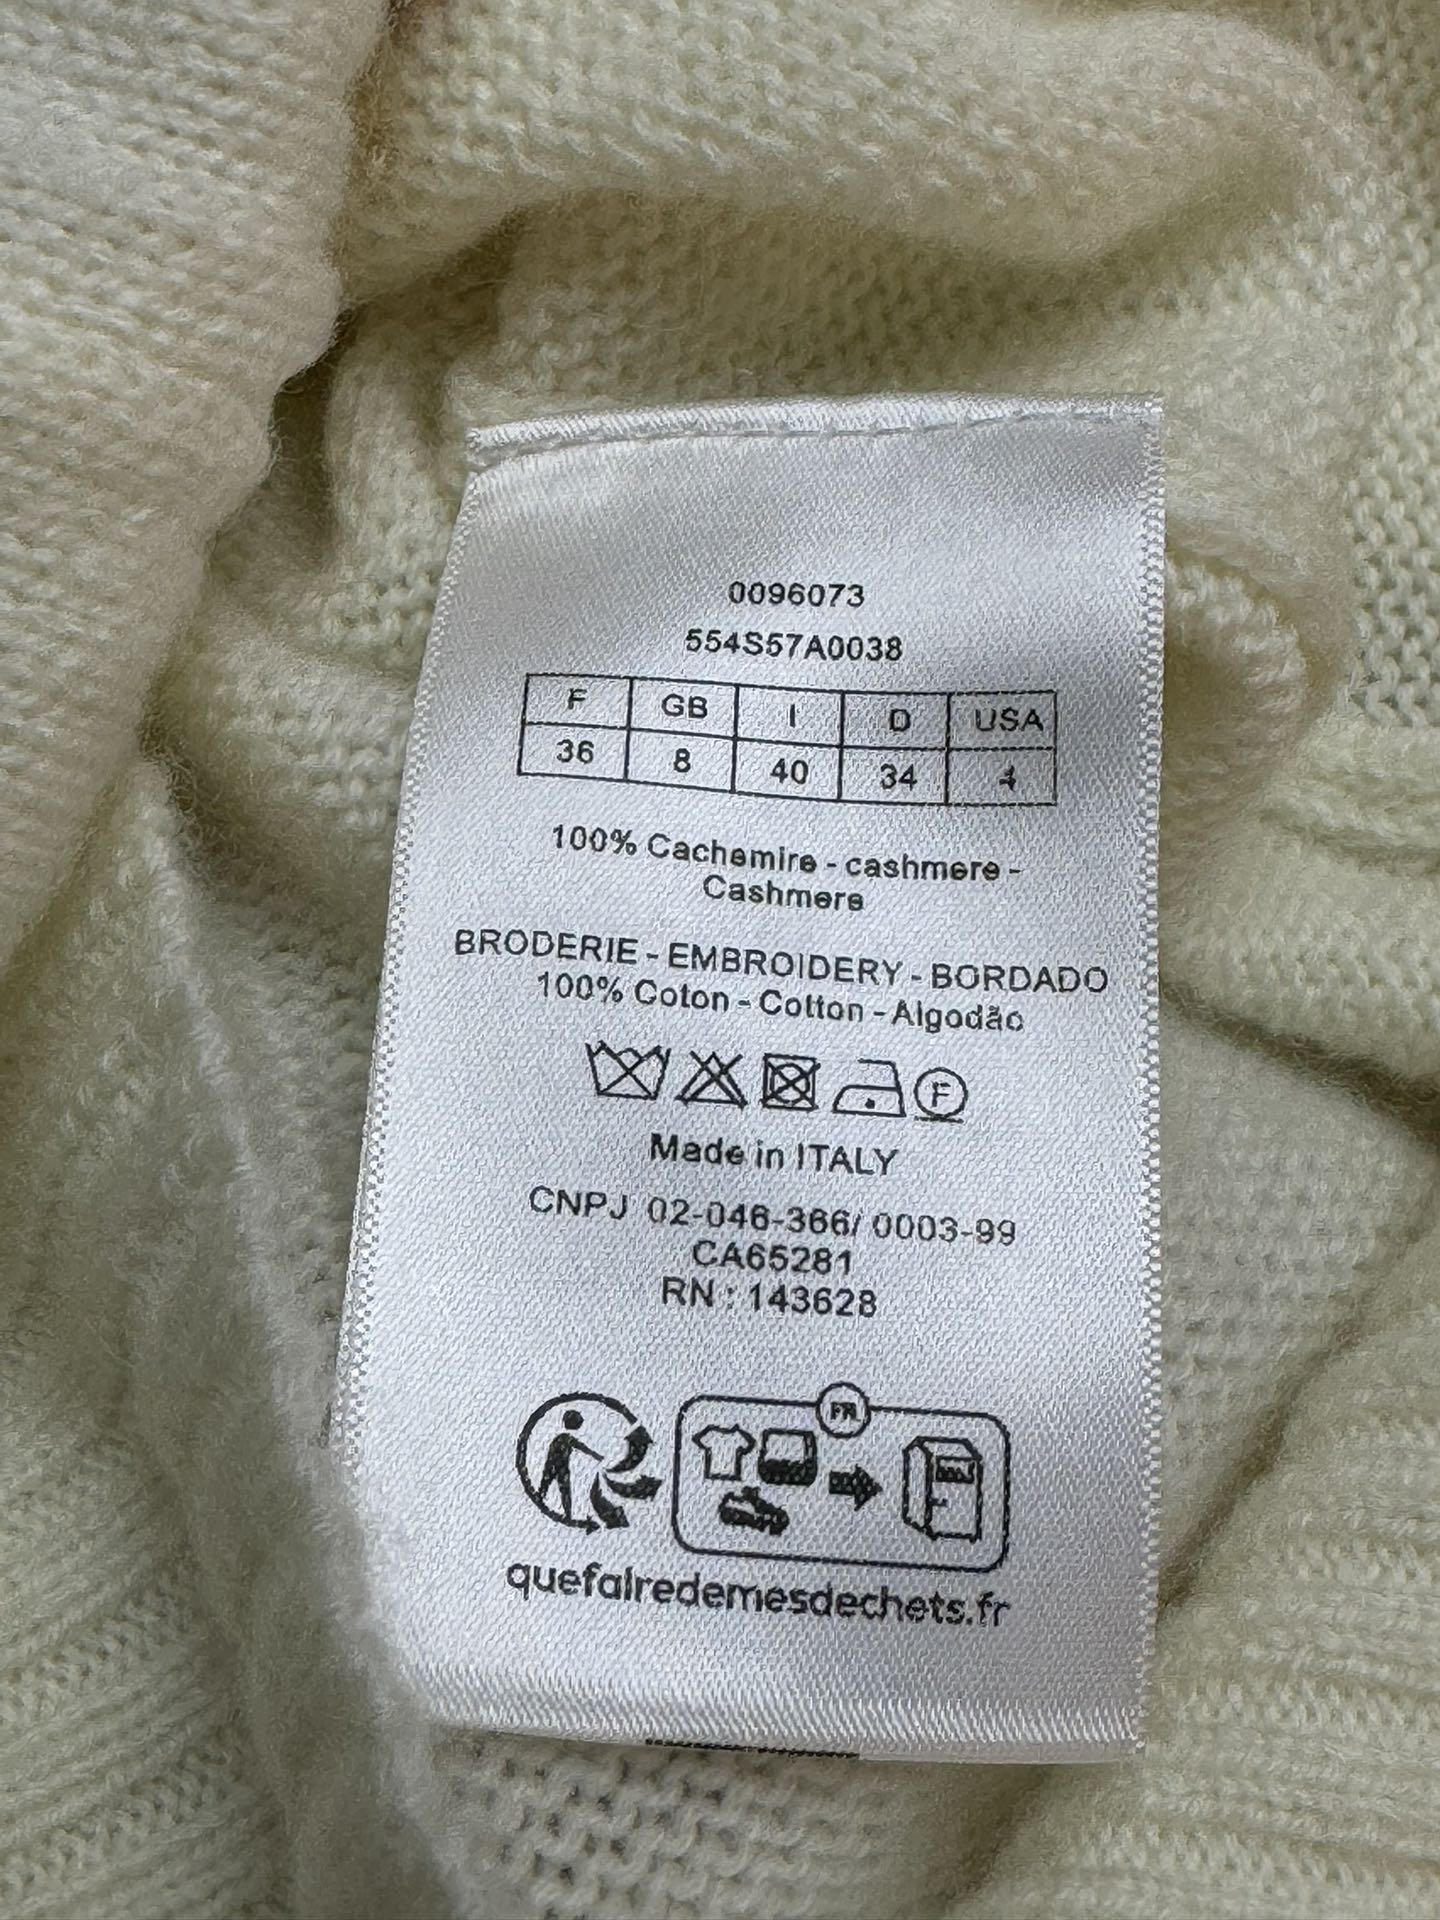 0096073
554S57A0038
F GB I D USA
36 8 40 34 4
100% Cachemire - cashmere -
Cashmere
BRODERIE - EMBROIDERY - BORDADO
100% Coton - Cotton - Algodão
F
Made in ITALY
CNPJ 02-046-366/ 0003-99
CA65281
RN : 143628
FR
quefairedemesdechets.fr